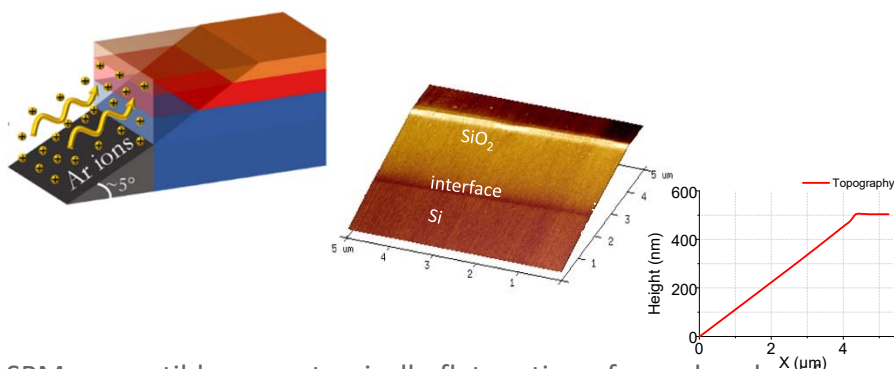 Ar ions
~5°
SiO2
interface
Si
5 um
4
3
2
1
5 um
4
3
2
1
Topography
600
400
200
0
Height (nm)
0
2
4
X (μm)